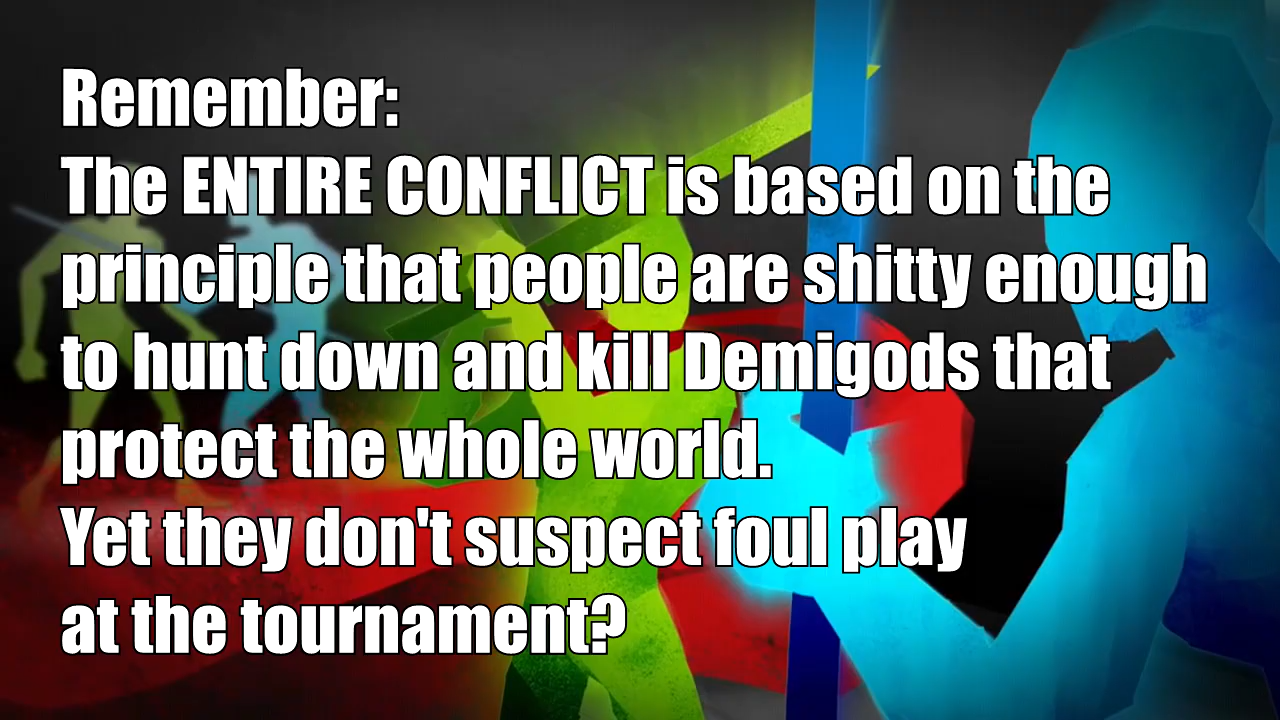 Remember:
The ENTIRE CONFLICT is based on the
principle that people are shitty enough
to hunt down and kill Demigods that
protect the whole world.
Yet they don't suspect foul play
at the tournament?